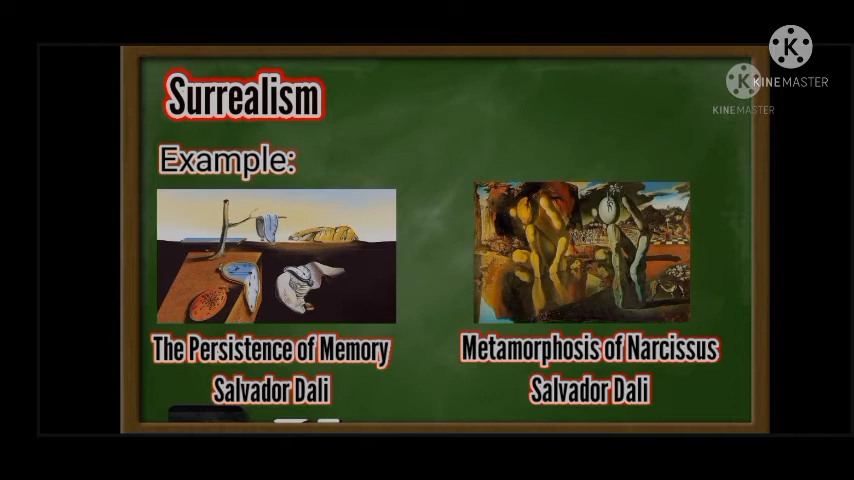 Surrealism
KINEMASTER
KINEMASTER
Example:
The Persistence of Memory
Salvador Dali
Metamorphosis of Narcissus
Salvador Dali